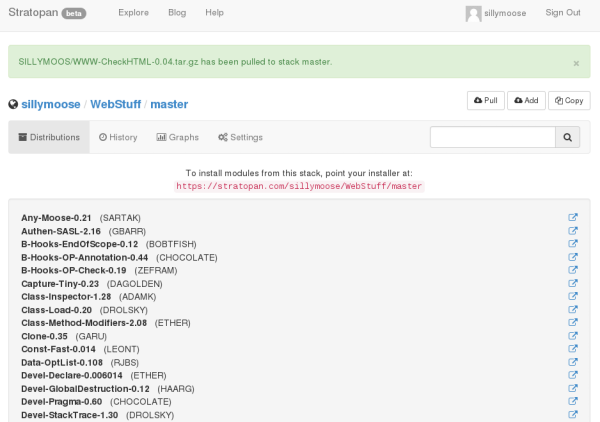 Stratopan beta Explore Blog Help sillymoose Sign Out
SILLYMOOS/WWW-CheckHTML-0.04.tar.gz has been pulled to stack master. ×
sillymoose / WebStuff / master Pull Add Copy
Distributions History Graphs Settings
To install modules from this stack, point your installer at:
https://stratopan.com/sillymoose/WebStuff/master
Any-Moose-0.21 (SARTAK)
Authen-SASL-2.16 (GBARR)
B-Hooks-EndOfScope-0.12 (BOBTFISH)
B-Hooks-OP-Annotation-0.44 (CHOCOLATE)
B-Hooks-OP-Check-0.19 (ZEFRAM)
Capture-Tiny-0.23 (DAGOLDEN)
Class-Inspector-1.28 (ADAMK)
Class-Load-0.20 (DROLSKY)
Class-Method-Modifiers-2.08 (ETHER)
Clone-0.35 (GARU)
Const-Fast-0.014 (LEONT)
Data-OptList-0.108 (RJBS)
Devel-Declare-0.006014 (ETHER)
Devel-GlobalDestruction-0.12 (HAARG)
Devel-Pragma-0.60 (CHOCOLATE)
Devel-StackTrace-1.30 (DROLSKY)